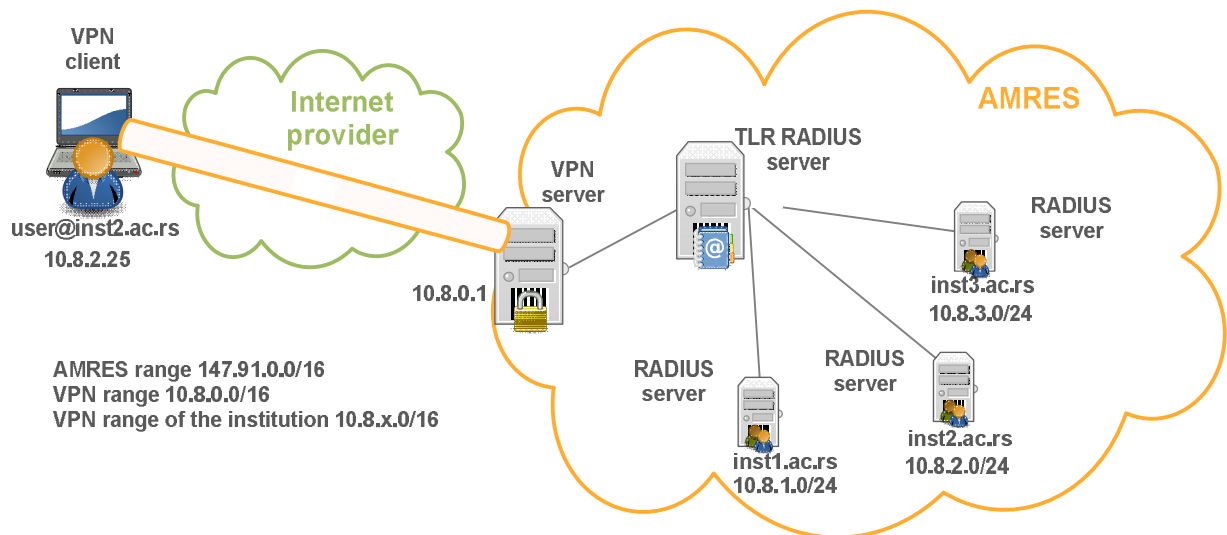 VPN
client
Internet
provider
AMRES
TLR RADIUS
server
VPN
server
RADIUS
server
user@inst2.ac.rs
10.8.2.25
@
10.8.0.1
inst3.ac.rs
10.8.3.0/24
AMRES range 147.91.0.0/16
VPN range 10.8.0.0/16
VPN range of the institution 10.8.x.0/16
RADIUS
server
RADIUS
server
inst1.ac.rs
10.8.1.0/24
inst2.ac.rs
10.8.2.0/24